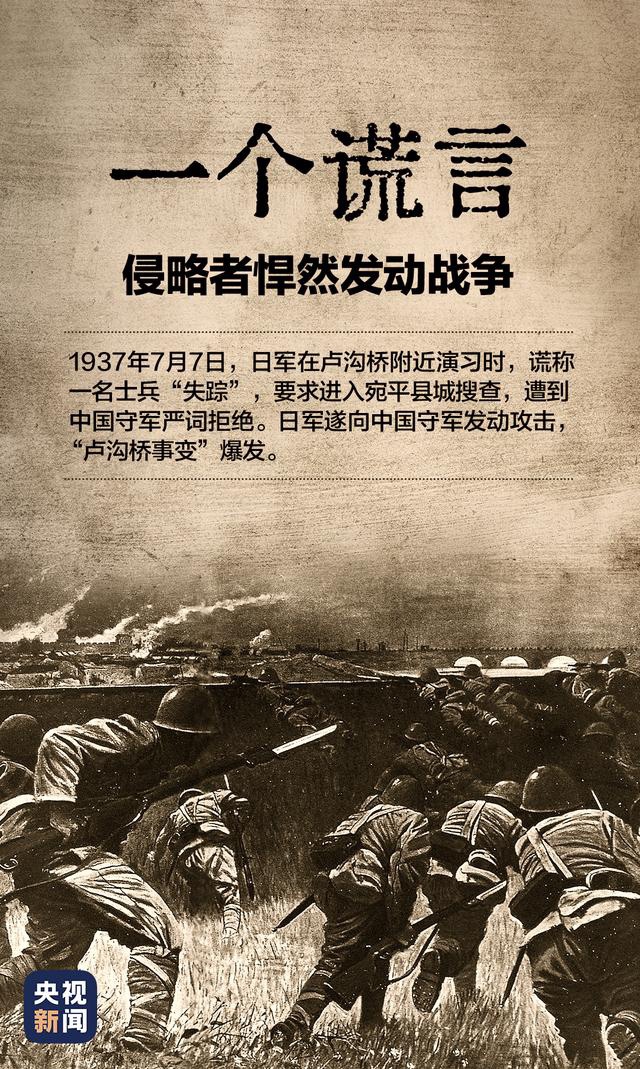 一个谎言
侵略者悍然发动战争
1937年7月7日，日军在卢沟桥附近演习时，谎称
一名士兵“失踪”，要求进入宛平县城搜查，遭到
中国守军严词拒绝。日军遂向中国守军发动攻击，
“卢沟桥事变”爆发。
央视
新闻